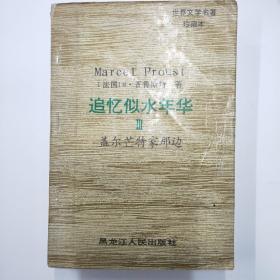 世界文学名著
珍藏本
Marcel Proust
[法国]M·普鲁斯特 著
追忆似水年华
III
盖尔芒特家那边
黑龙江人民出版社